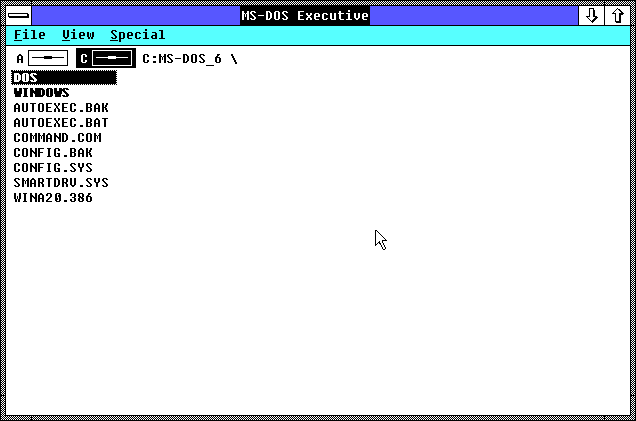 MS-DOS Executive
File View Special
A C C:MS-DOS_6 \
DOS
WINDOWS
AUTOEXEC.BAK
AUTOEXEC.BAT
COMMAND.COM
CONFIG.BAK
CONFIG.SYS
SMARTDRV.SYS
WINA20.386